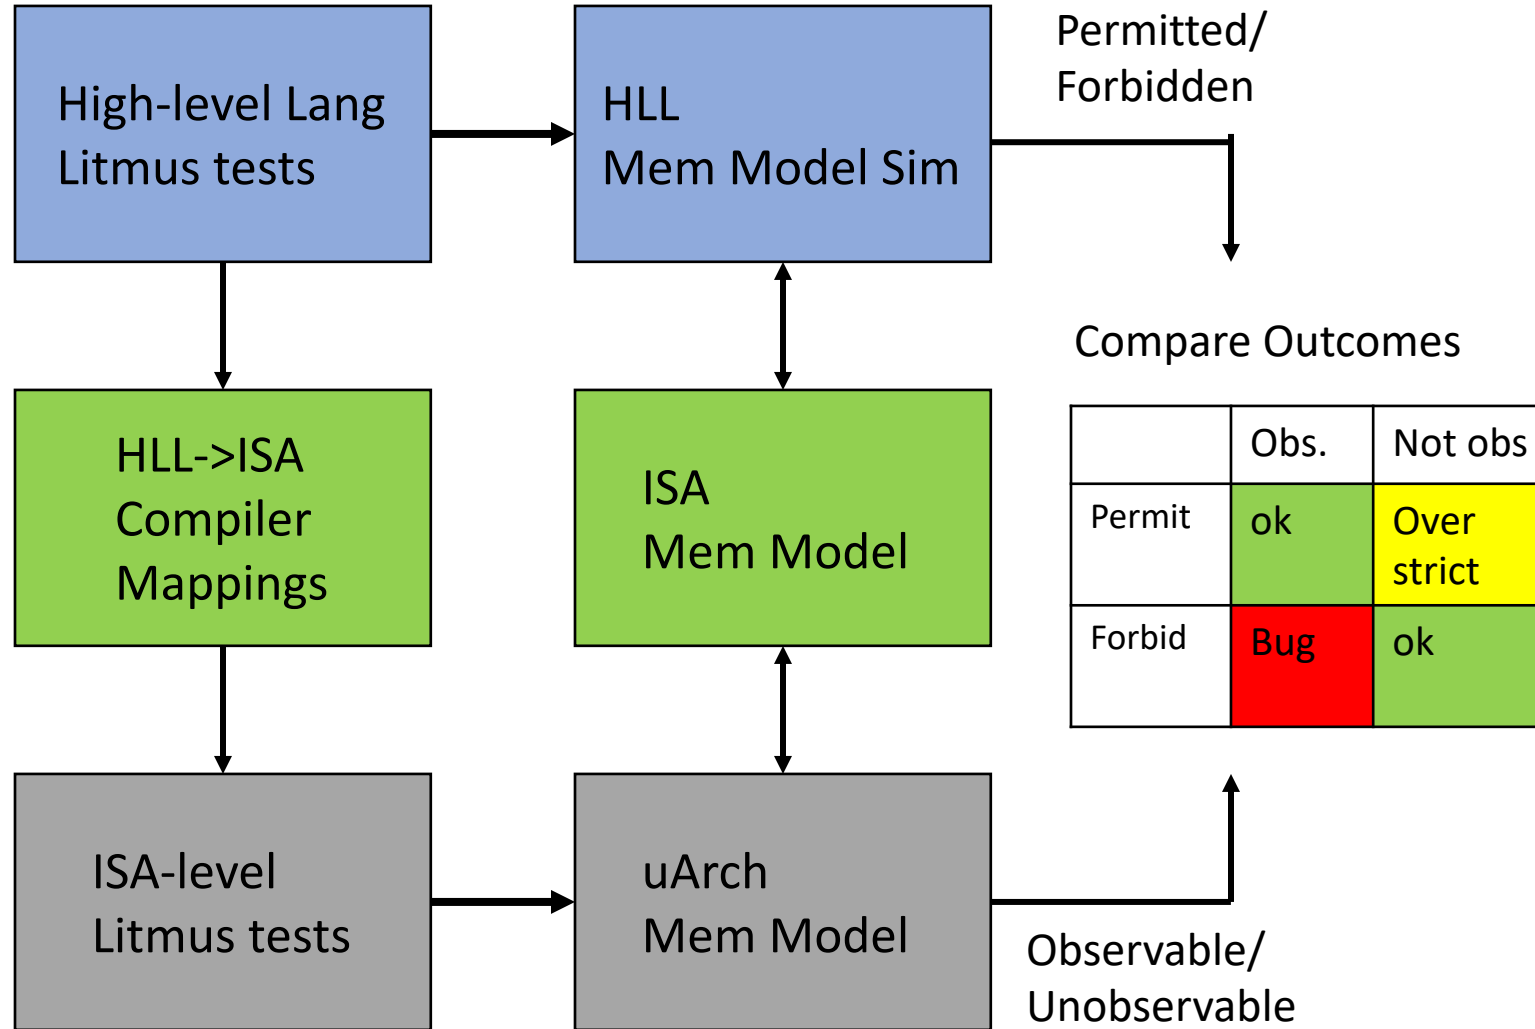 High-level Lang
Litmus tests
HLL
Mem Model Sim
Permitted/
Forbidden
HLL->ISA
Compiler
Mappings
ISA
Mem Model
Compare Outcomes
Obs.
Not obs
Permit
ok
Over
strict
Forbid
Bug
ok
ISA-level
Litmus tests
uArch
Mem Model
Observable/
Unobservable